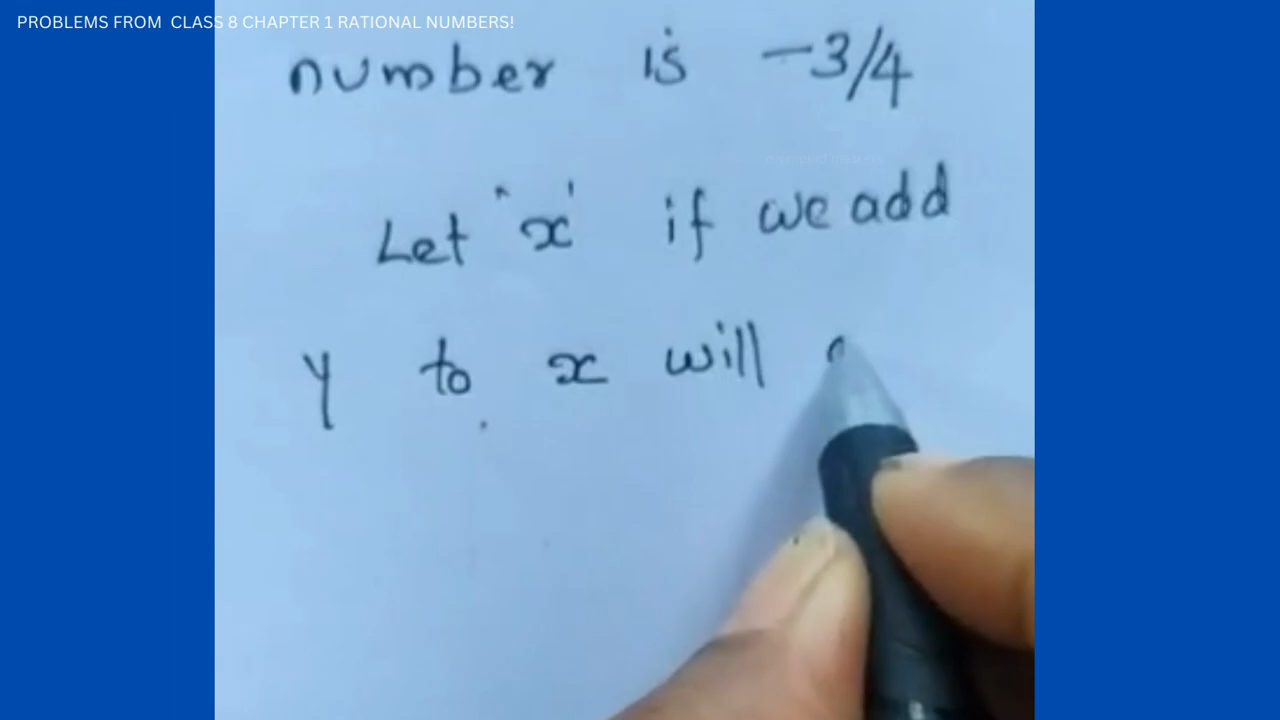 PROBLEMS FROM CLASS 8 CHAPTER 1 RATIONAL NUMBERS!
number is -3/4
Let 'x' if we add
y to x will